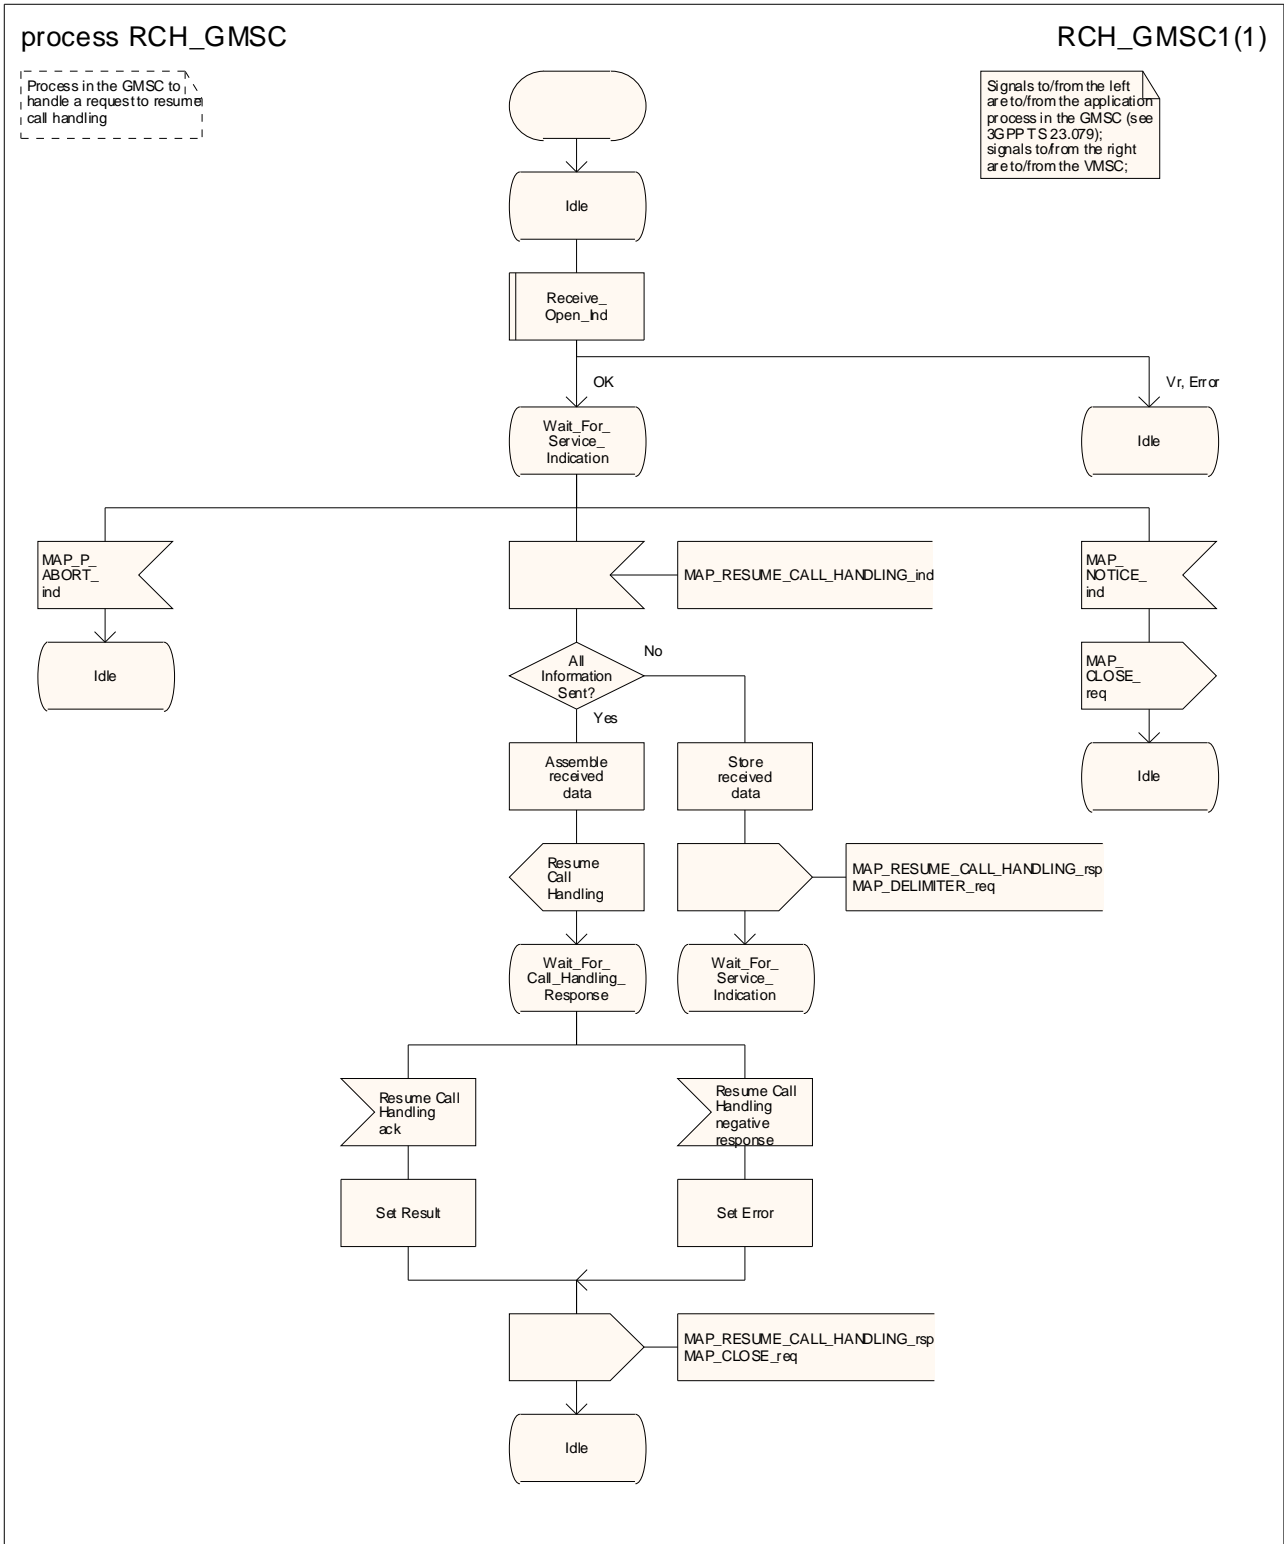 process RCH_GMSC
RCH_GMSC1(1)
Process in the GMSC to
handle a request to resume
call handling
Signals to/from the left
are to/from the application
process in the GMSC (see
3GPP TS 23.079);
signals to/from the right
are to/from the VMSC;
Idle
Receive_
Open_Ind
OK
Vr, Error
Wait_For_
Service_
Indication
Idle
MAP_P_
ABORT_
ind
MAP_RESUME_CALL_HANDLING_ind
MAP_
NOTICE_
ind
Idle
All
Information
Sent?
No
Yes
MAP_
CLOSE_
req
Assemble
received
data
Store
received
data
Idle
Resume
Call
Handling
MAP_RESUME_CALL_HANDLING_rsp
MAP_DELIMITER_req
Wait_For_
Call_Handling_
Response
Wait_For_
Service_
Indication
Resume Call
Handling
ack
Resume Call
Handling
negative
response
Set Result
Set Error
MAP_RESUME_CALL_HANDLING_rsp
MAP_CLOSE_req
Idle